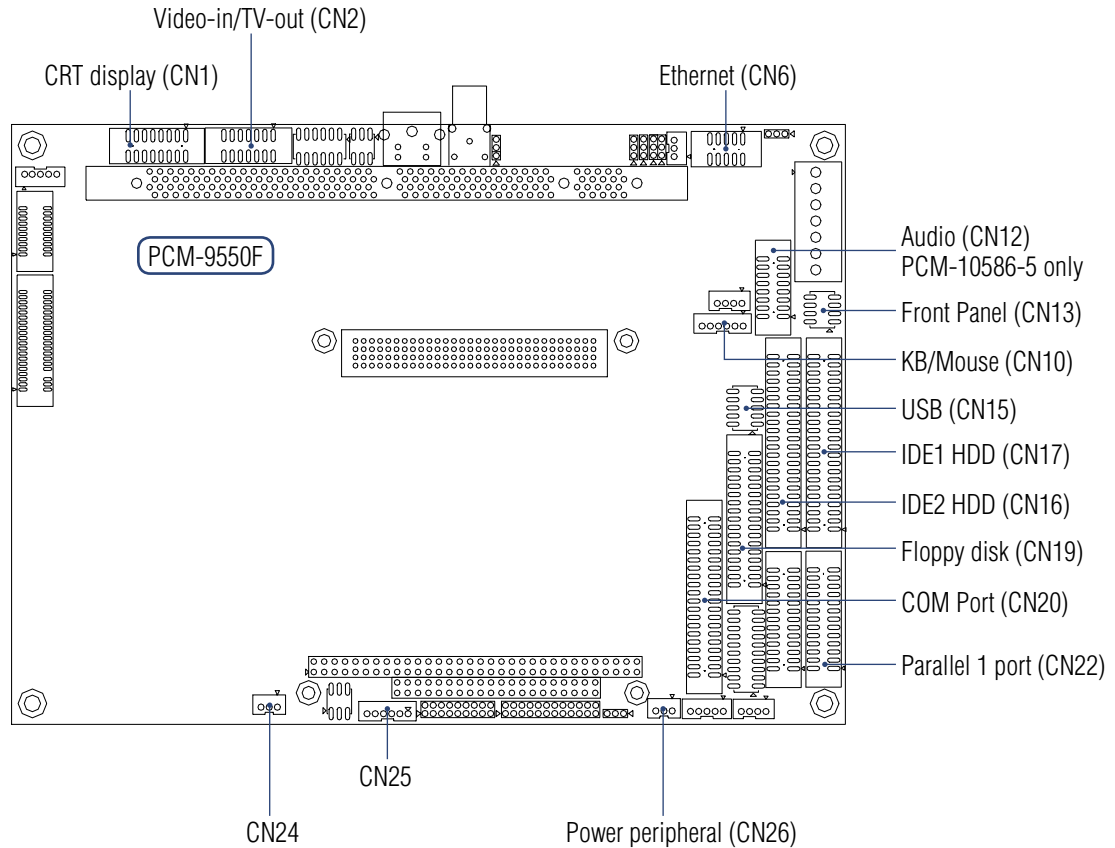 Video-in/TV-out (CN2)
CRT display (CN1)
Ethernet (CN6)
PCM-9550F
Audio (CN12)
PCM-10586-5 only
Front Panel (CN13)
KB/Mouse (CN10)
USB (CN15)
IDE1 HDD (CN17)
IDE2 HDD (CN16)
Floppy disk (CN19)
COM Port (CN20)
Parallel 1 port (CN22)
CN25
CN24
Power peripheral (CN26)